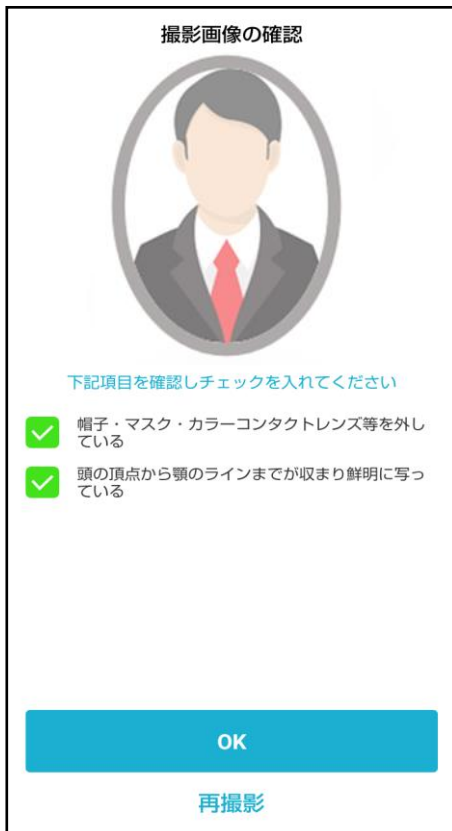 撮影画像の確認
下記項目を確認しチェックを入れてください
帽子・マスク・カラーコンタクトレンズ等を外し
ている
頭の頂点から顎のラインまでが収まり鮮明に写っ
ている
OK
再撮影